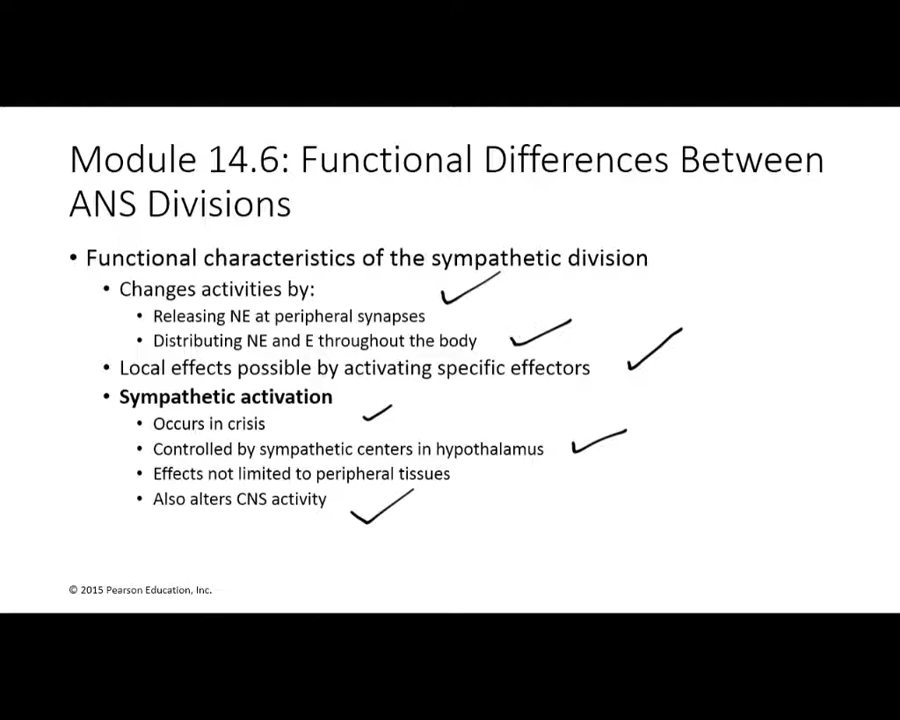 Module 14.6: Functional Differences Between
ANS Divisions
• Functional characteristics of the sympathetic division
• Changes activities by:
• Releasing NE at peripheral synapses
• Distributing NE and E throughout the body
• Local effects possible by activating specific effectors
• Sympathetic activation
• Occurs in crisis
• Controlled by sympathetic centers in hypothalamus
• Effects not limited to peripheral tissues
• Also alters CNS activity
© 2015 Pearson Education, Inc.